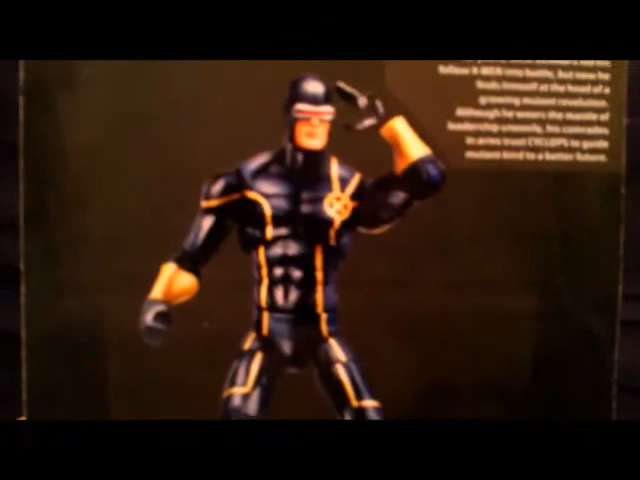 fellow X-MEN into battle, but now he
finds himself at the head of a
growing mutant revolution.
Although he wears the mantle of
leadership uneasily, his comrades
in arms trust CYCLOPS to guide
mutant-kind to a better future.